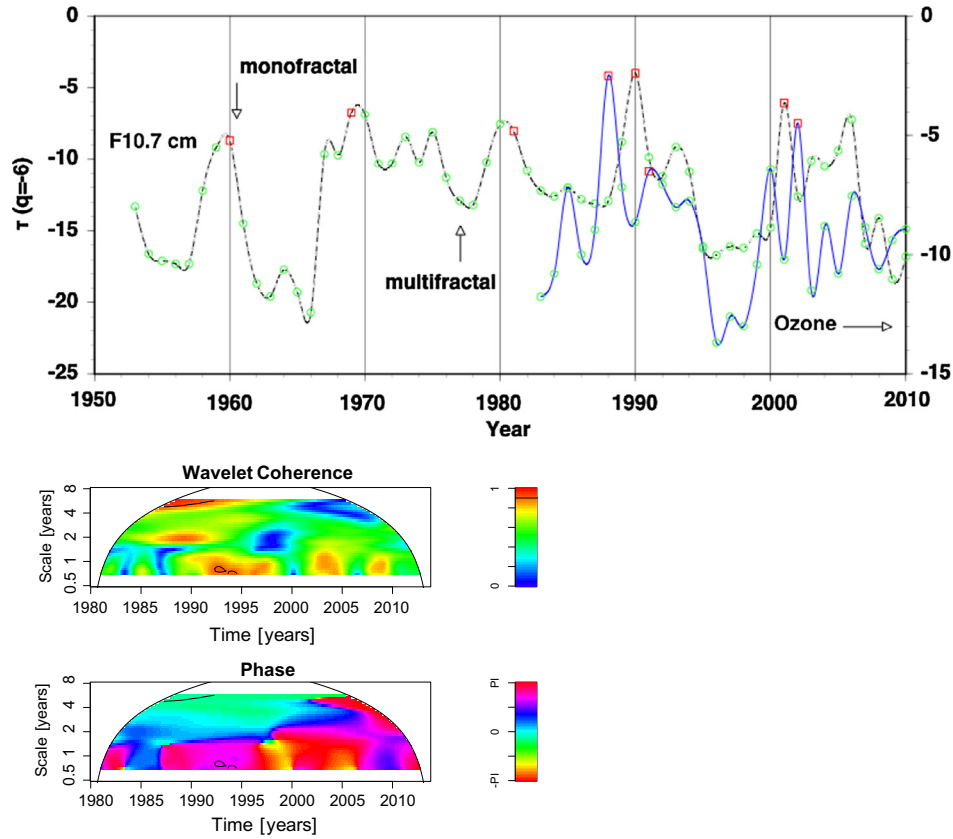 0
-5
-10
-15
-20
-25
τ (q=-6)
0
-5
-10
-15
monofractal
F10.7 cm
multifractal
Ozone
1950
1960
1970
1980
1990
2000
2010
Year
Wavelet Coherence
8
4
2
1
0.5
Scale [years]
1980 1985 1990 1995 2000 2005 2010
Time [years]
1
0
Phase
8
4
2
1
0.5
Scale [years]
1980 1985 1990 1995 2000 2005 2010
Time [years]
PI
0
-PI